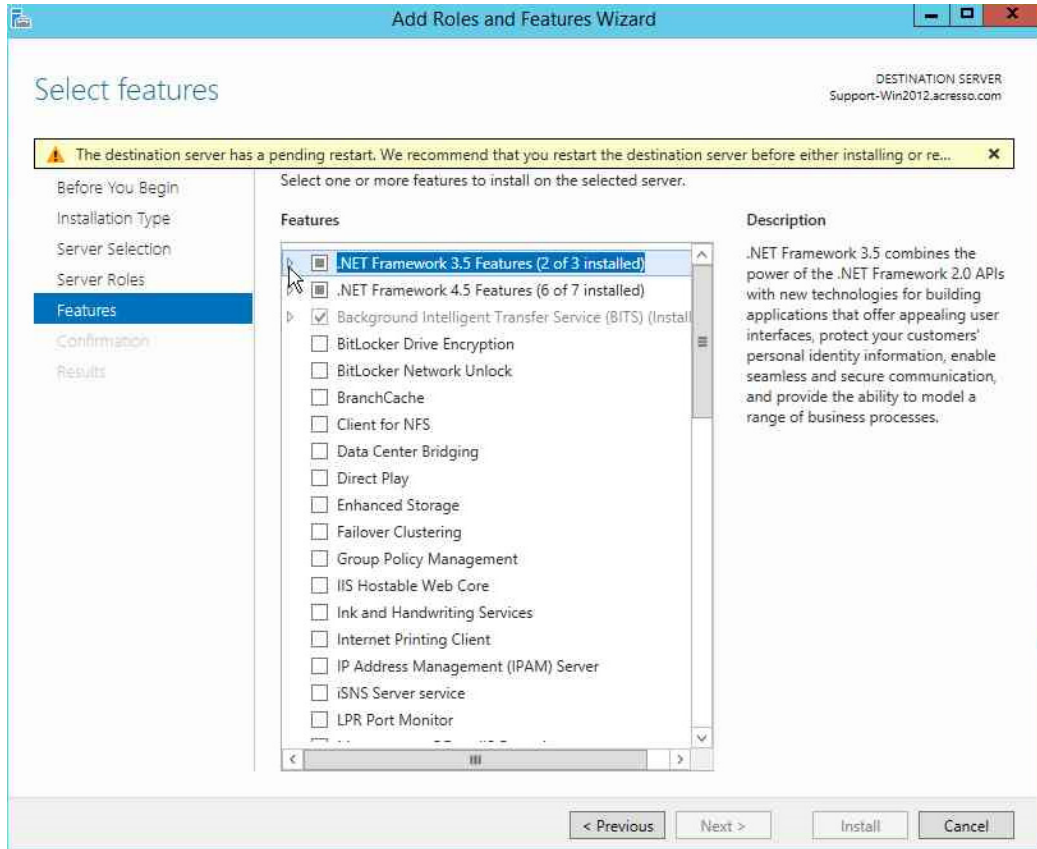 Add Roles and Features Wizard
Select features
DESTINATION SERVER
Support-Win2012.acresso.com
The destination server has a pending restart. We recommend that you restart the destination server before either installing or re...
Before You Begin
Installation Type
Server Selection
Server Roles
Features
Confirmation
Results
Select one or more features to install on the selected server.
Features
.NET Framework 3.5 Features (2 of 3 installed)
.NET Framework 4.5 Features (6 of 7 installed)
Background Intelligent Transfer Service (BITS) (Install
BitLocker Drive Encryption
BitLocker Network Unlock
BranchCache
Client for NFS
Data Center Bridging
Direct Play
Enhanced Storage
Failover Clustering
Group Policy Management
IIS Hostable Web Core
Ink and Handwriting Services
Internet Printing Client
IP Address Management (IPAM) Server
iSNS Server service
LPR Port Monitor
Description
.NET Framework 3.5 combines the
power of the .NET Framework 2.0 APIs
with new technologies for building
applications that offer appealing user
interfaces, protect your customers'
personal identity information, enable
seamless and secure communication,
and provide the ability to model a
range of business processes.
< Previous
Next >
Install
Cancel